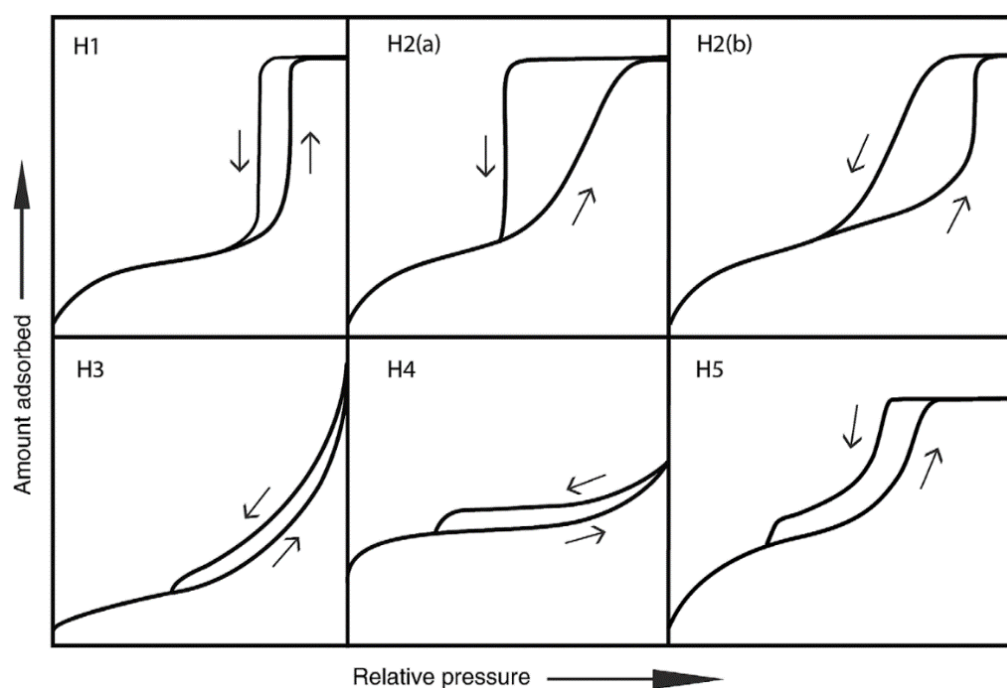 H1
H2(a)
H2(b)
H3
H4
H5
Amount adsorbed
Relative pressure